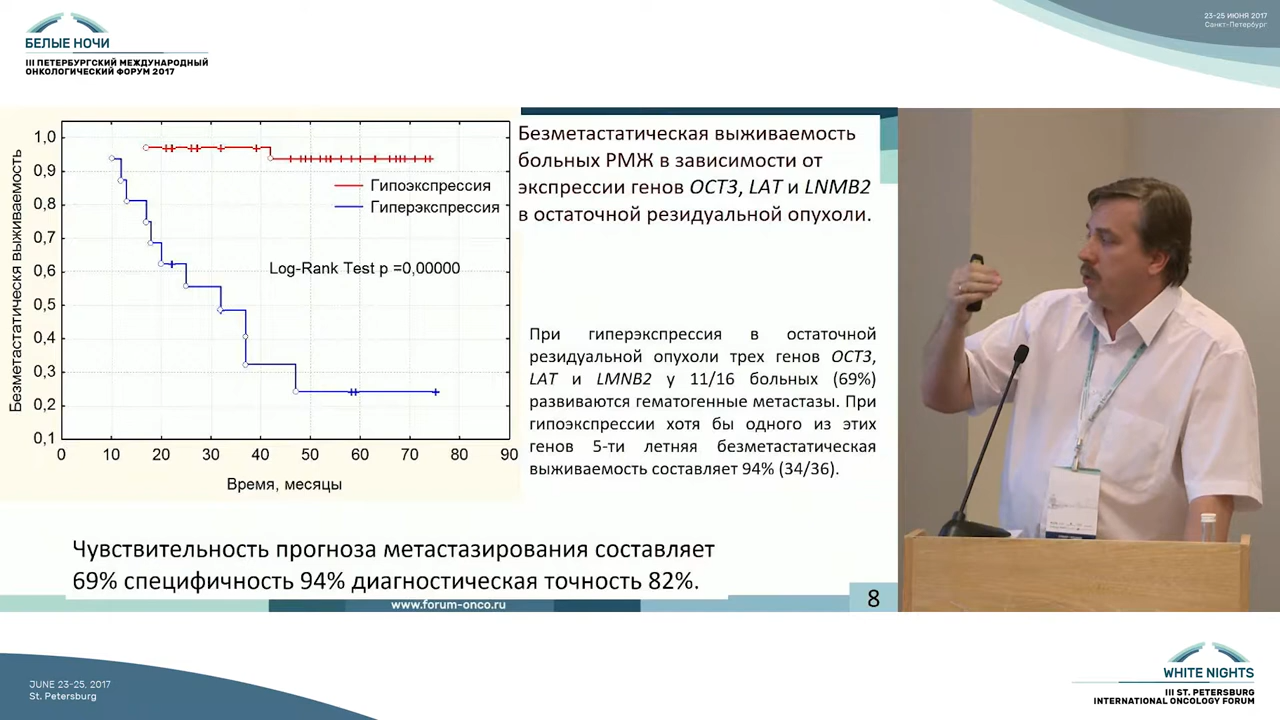 БЕЛЫЕ НОЧИ
III ПЕТЕРБУРГСКИЙ МЕЖДУНАРОДНЫЙ
ОНКОЛОГИЧЕСКИЙ ФОРУМ 2017
23-25 ИЮНЯ 2017
Санкт-Петербург
Безметастатически выживаемость
1,0
0,9
0,8
0,7
0,6
0,5
0,4
0,3
0,2
0,1
Гипоэкспрессия
Гиперэкспрессия
Log-Rank Test p =0,00000
0 10 20 30 40 50 60 70 80 90
Время, месяцы
Безметастатическая выживаемость
больных РМЖ в зависимости от
экспрессии генов OCT3, LAT и LNMB2
в остаточной резидуальной опухоли.
При гиперэкспрессия в остаточной
резидуальной опухоли трех генов OCT3,
LAT и LMNB2 у 11/16 больных (69%)
развиваются гематогенные метастазы. При
гипоэкспрессии хотя бы одного из этих
генов 5-ти летняя безметастатическая
выживаемость составляет 94% (34/36).
Чувствительность прогноза метастазирования составляет
69% специфичность 94% диагностическая точность 82%.
www.forum-onco.ru
8
JUNE 23-25, 2017
St. Petersburg
WHITE NIGHTS
III ST. PETERSBURG
INTERNATIONAL ONCOLOGY FORUM